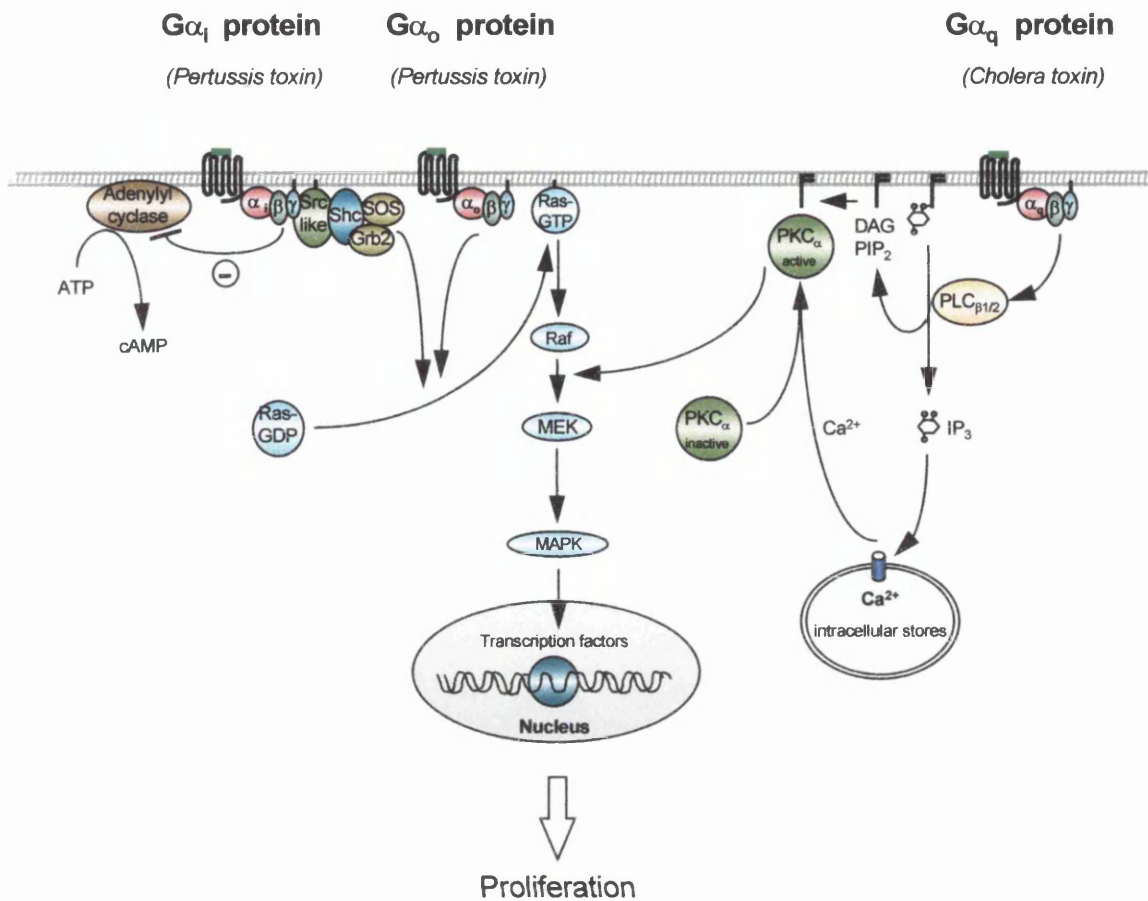 Gαi protein
Gαo protein
Gαq protein
(Pertussis toxin)
(Pertussis toxin)
(Cholera toxin)
Adenylyl
cyclase
αi β γ
Src
like
Shc
SOS
Grb2
αo β γ
Ras-
GTP
PKCα
active
DAG
PIP2
αq β γ
ATP
−
cAMP
PLCβ1/2
Raf
Ras-
GDP
MEK
PKCα
inactive
Ca2+
IP3
MAPK
Ca2+
intracellular stores
Transcription factors
Nucleus
Proliferation